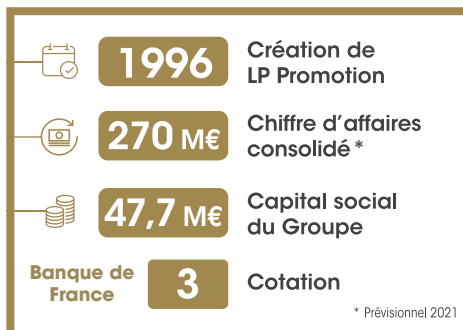 1996
Création de
LP Promotion
270 M€
Chiffre d'affaires
consolidé*
47,7 M€
Capital social
du Groupe
Banque de
France
3
Cotation
* Prévisionnel 2021